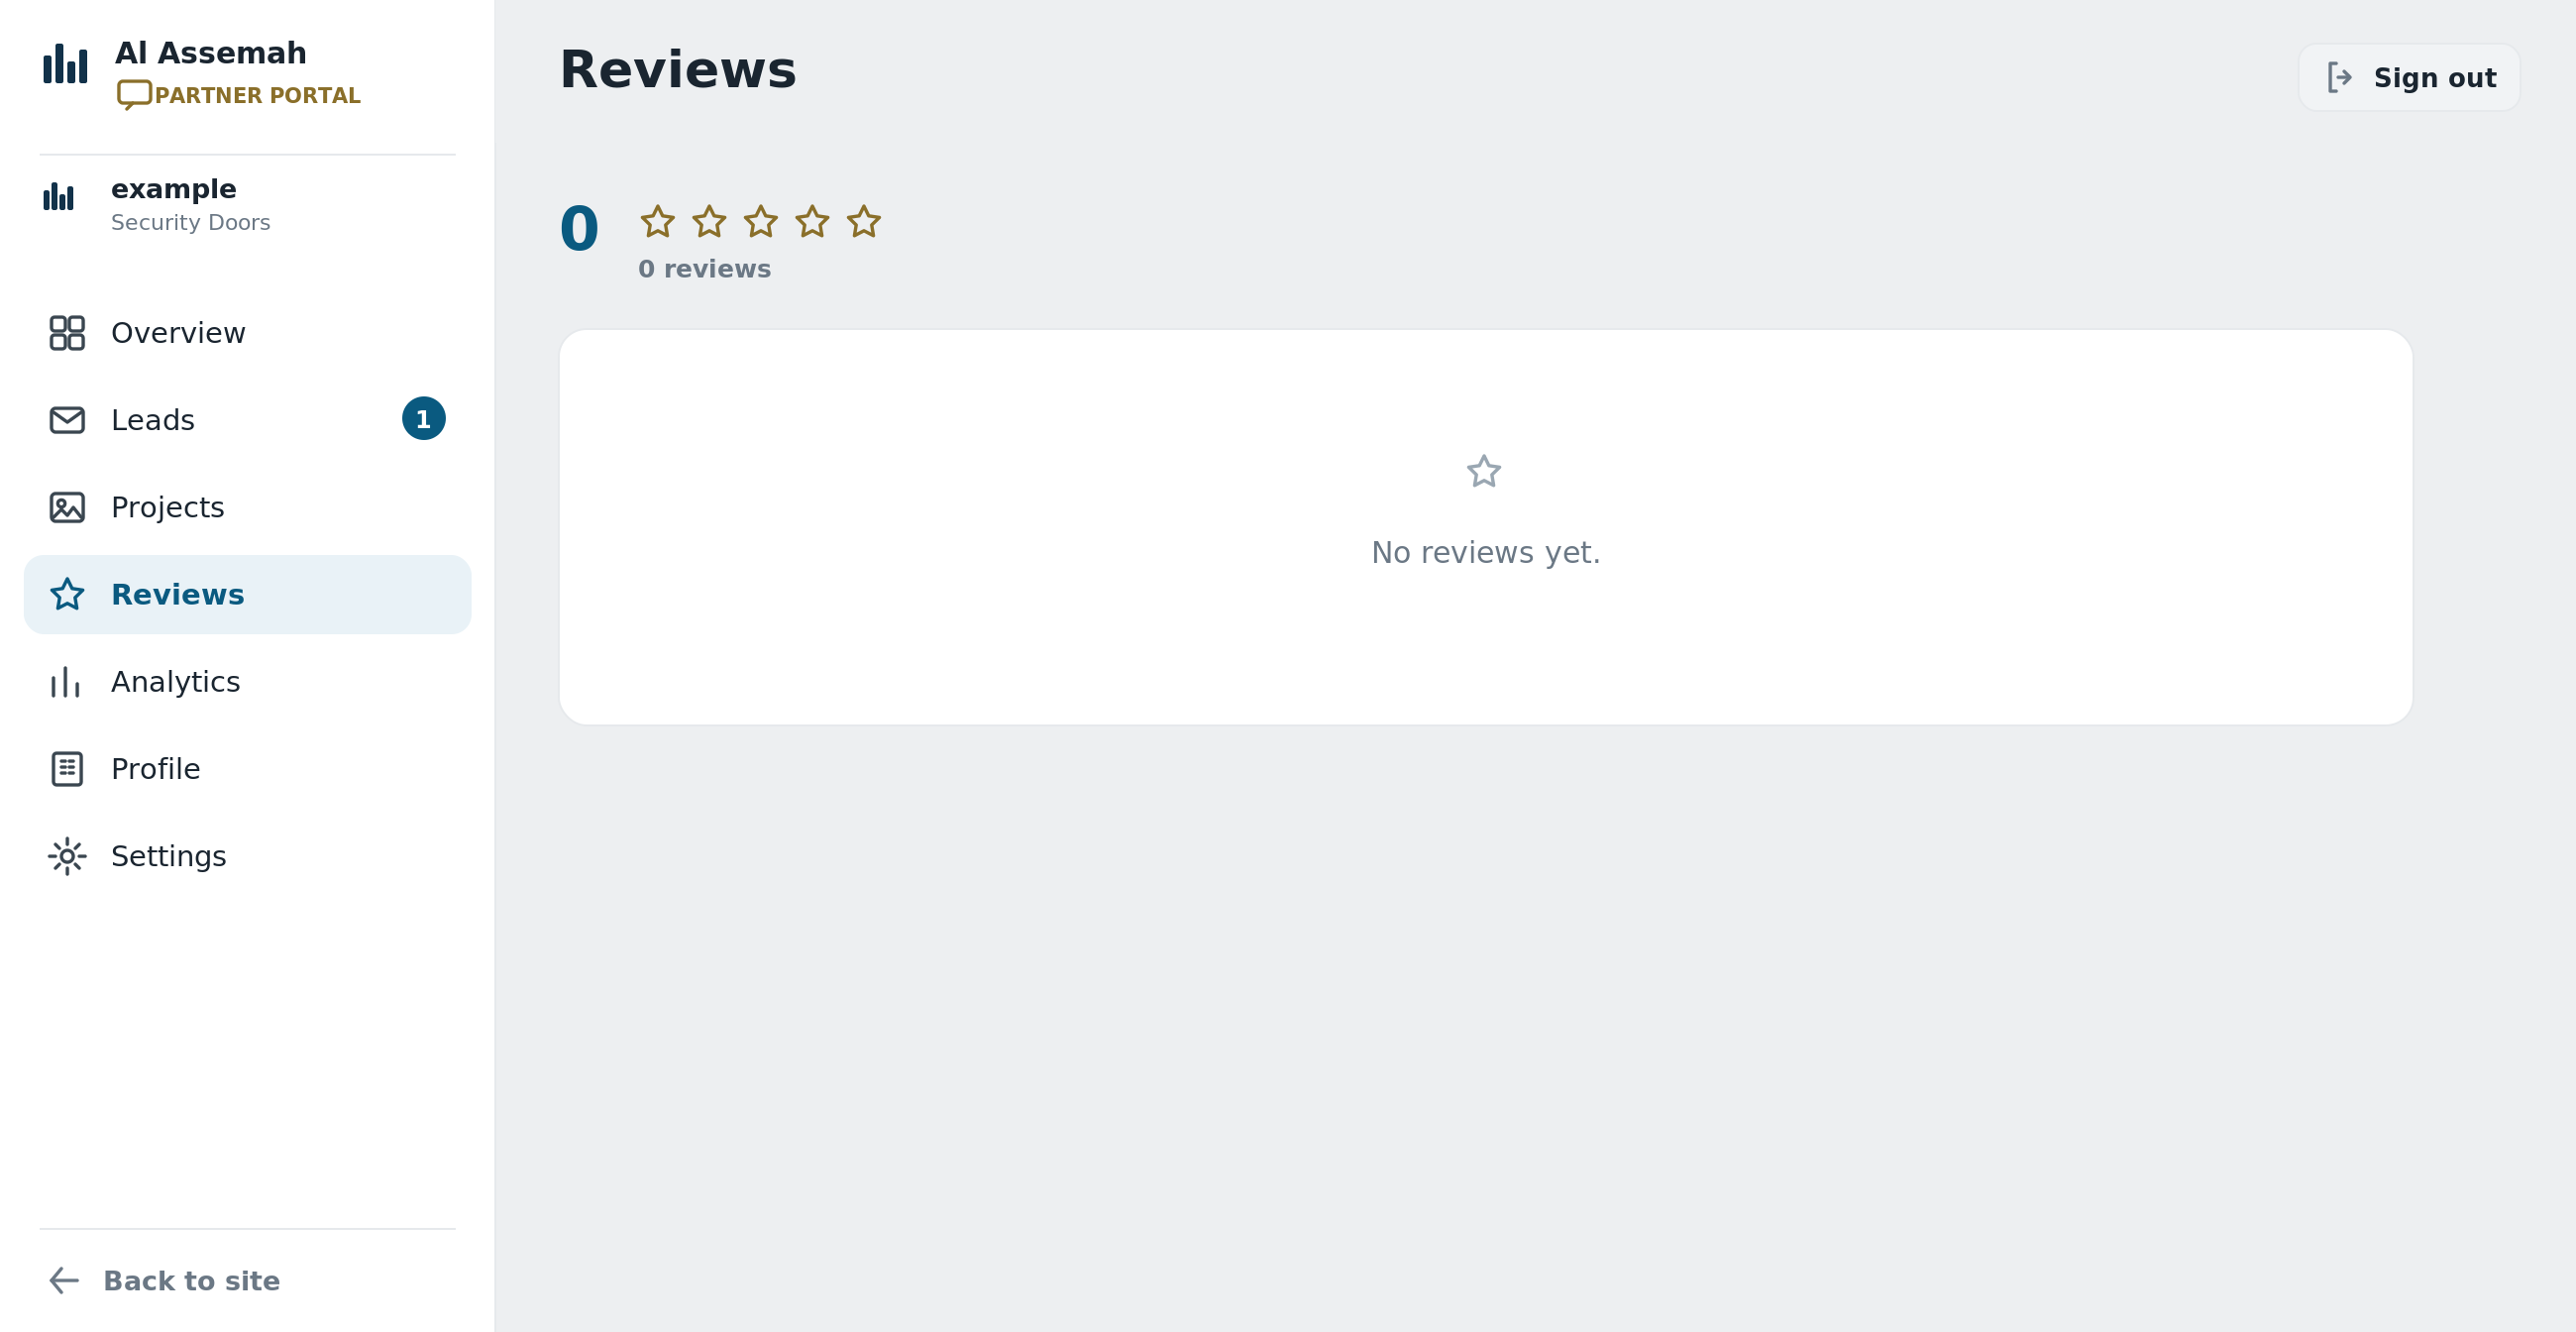 Al Assemah
PARTNER PORTAL
example
Security Doors
Overview
Leads
1
Projects
Reviews
Analytics
Profile
Settings
Back to site
Reviews
Sign out
0
0 reviews
No reviews yet.